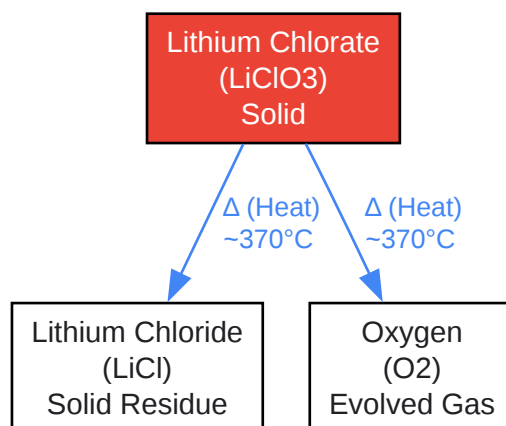 Lithium Chlorate
(LiClO3)
Solid
Δ (Heat)
~370°C
Δ (Heat)
~370°C
Lithium Chloride
(LiCl)
Solid Residue
Oxygen
(O2)
Evolved Gas